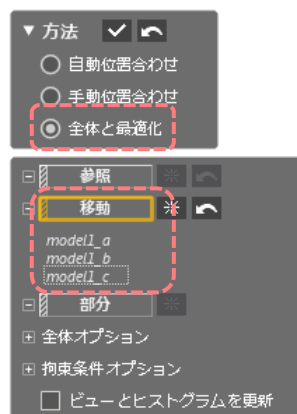 方法
自動位置合わせ
手動位置合わせ
全体と最適化
参照
移動
model1_a
model1_b
model1_c
部分
全体オプション
拘束条件オプション
ビューとヒストグラムを更新